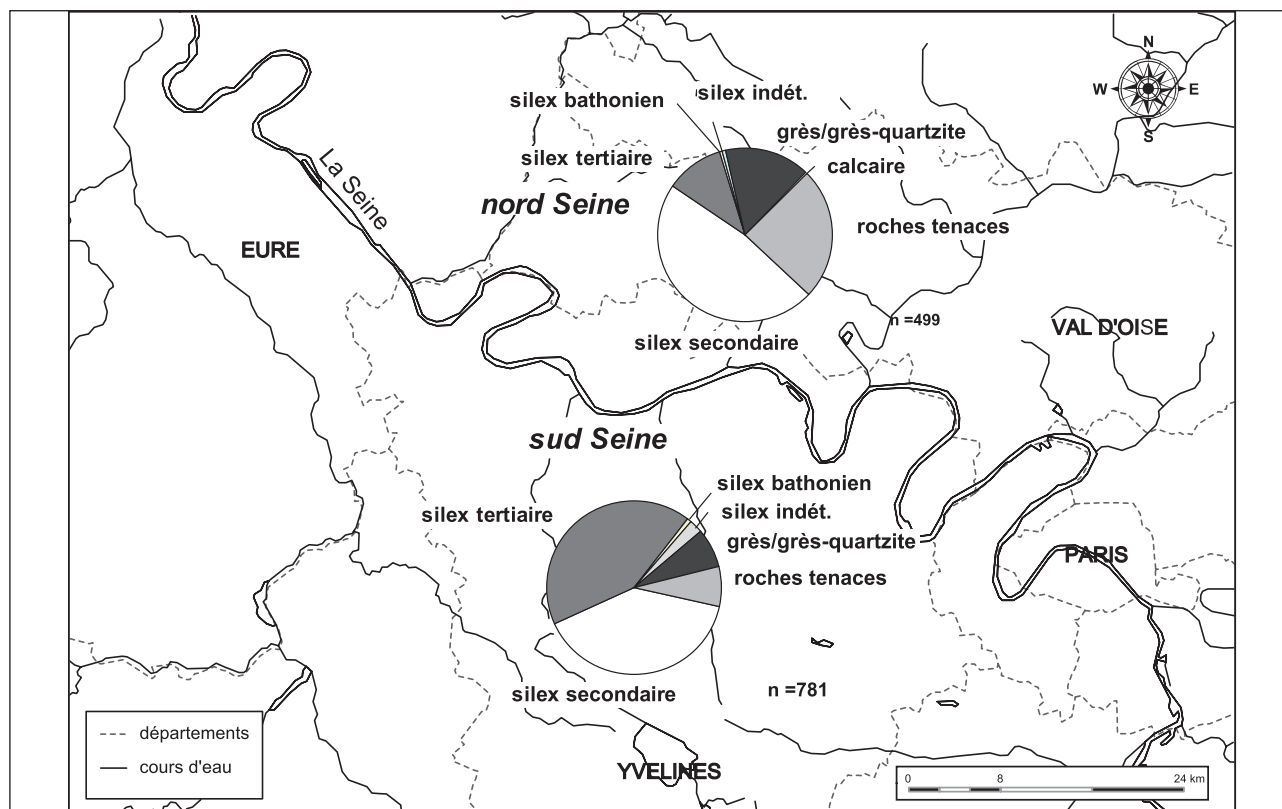 N
silex indét.
silex bathonien
W
E
grès/grès-quartzite
S
silex tertiaire
calcaire
La Seine
nord Seine
roches tenaces
EURE
n =499
VAL D'OISE
silex secondaire
sud Seine
silex bathonien
silex tertiaire
silex indét.
grès/grès-quartzite
PARIS
roches tenaces
silex secondaire
n =781
départements
cours d'eau
YVELINES
0 8 24 km